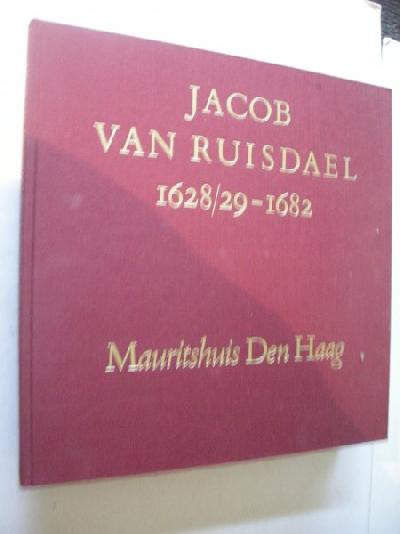 JACOB
VAN RUISDAEL
1628/29-1682
Mauritshuis Den Haag